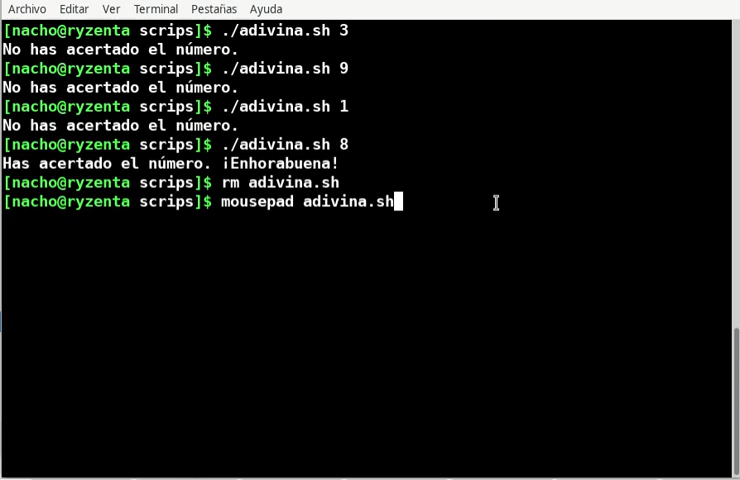 Archivo Editar Ver Terminal Pestañas Ayuda
[nacho@ryzenta scrips]$ ./adivina.sh 3
No has acertado el número.
[nacho@ryzenta scrips]$ ./adivina.sh 9
No has acertado el número.
[nacho@ryzenta scrips]$ ./adivina.sh 1
No has acertado el número.
[nacho@ryzenta scrips]$ ./adivina.sh 8
Has acertado el número. ¡Enhorabuena!
[nacho@ryzenta scrips]$ rm adivina.sh
[nacho@ryzenta scrips]$ mousepad adivina.sh